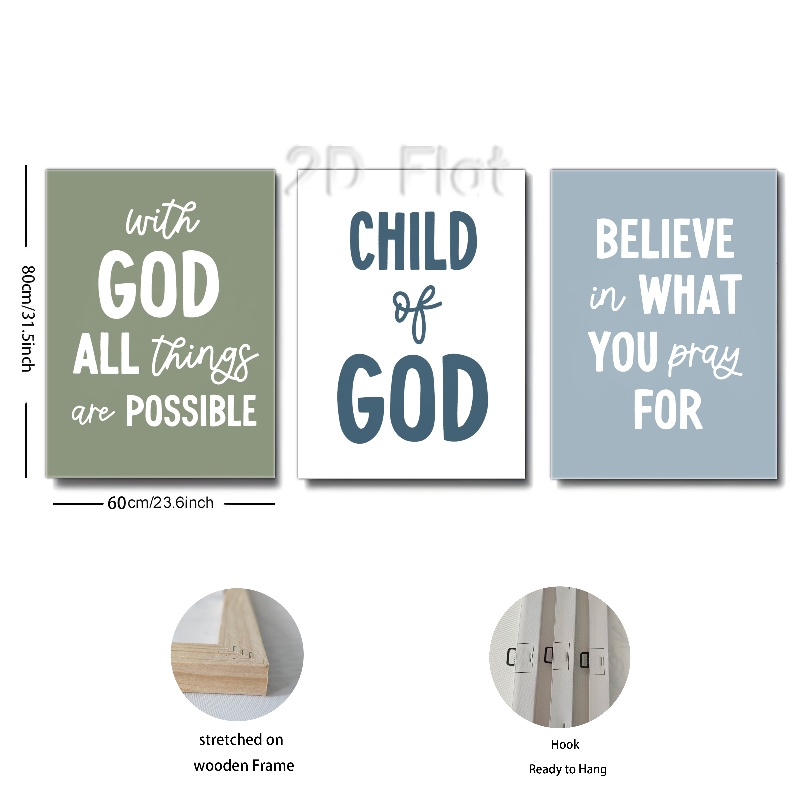 2D Flat
with
GOD
ALL things
are POSSIBLE
CHILD
of
GOD
BELIEVE
in WHAT
YOU pray
FOR
80cm/31.5inch
60cm/23.6inch
stretched on
wooden Frame
Hook
Ready to Hang